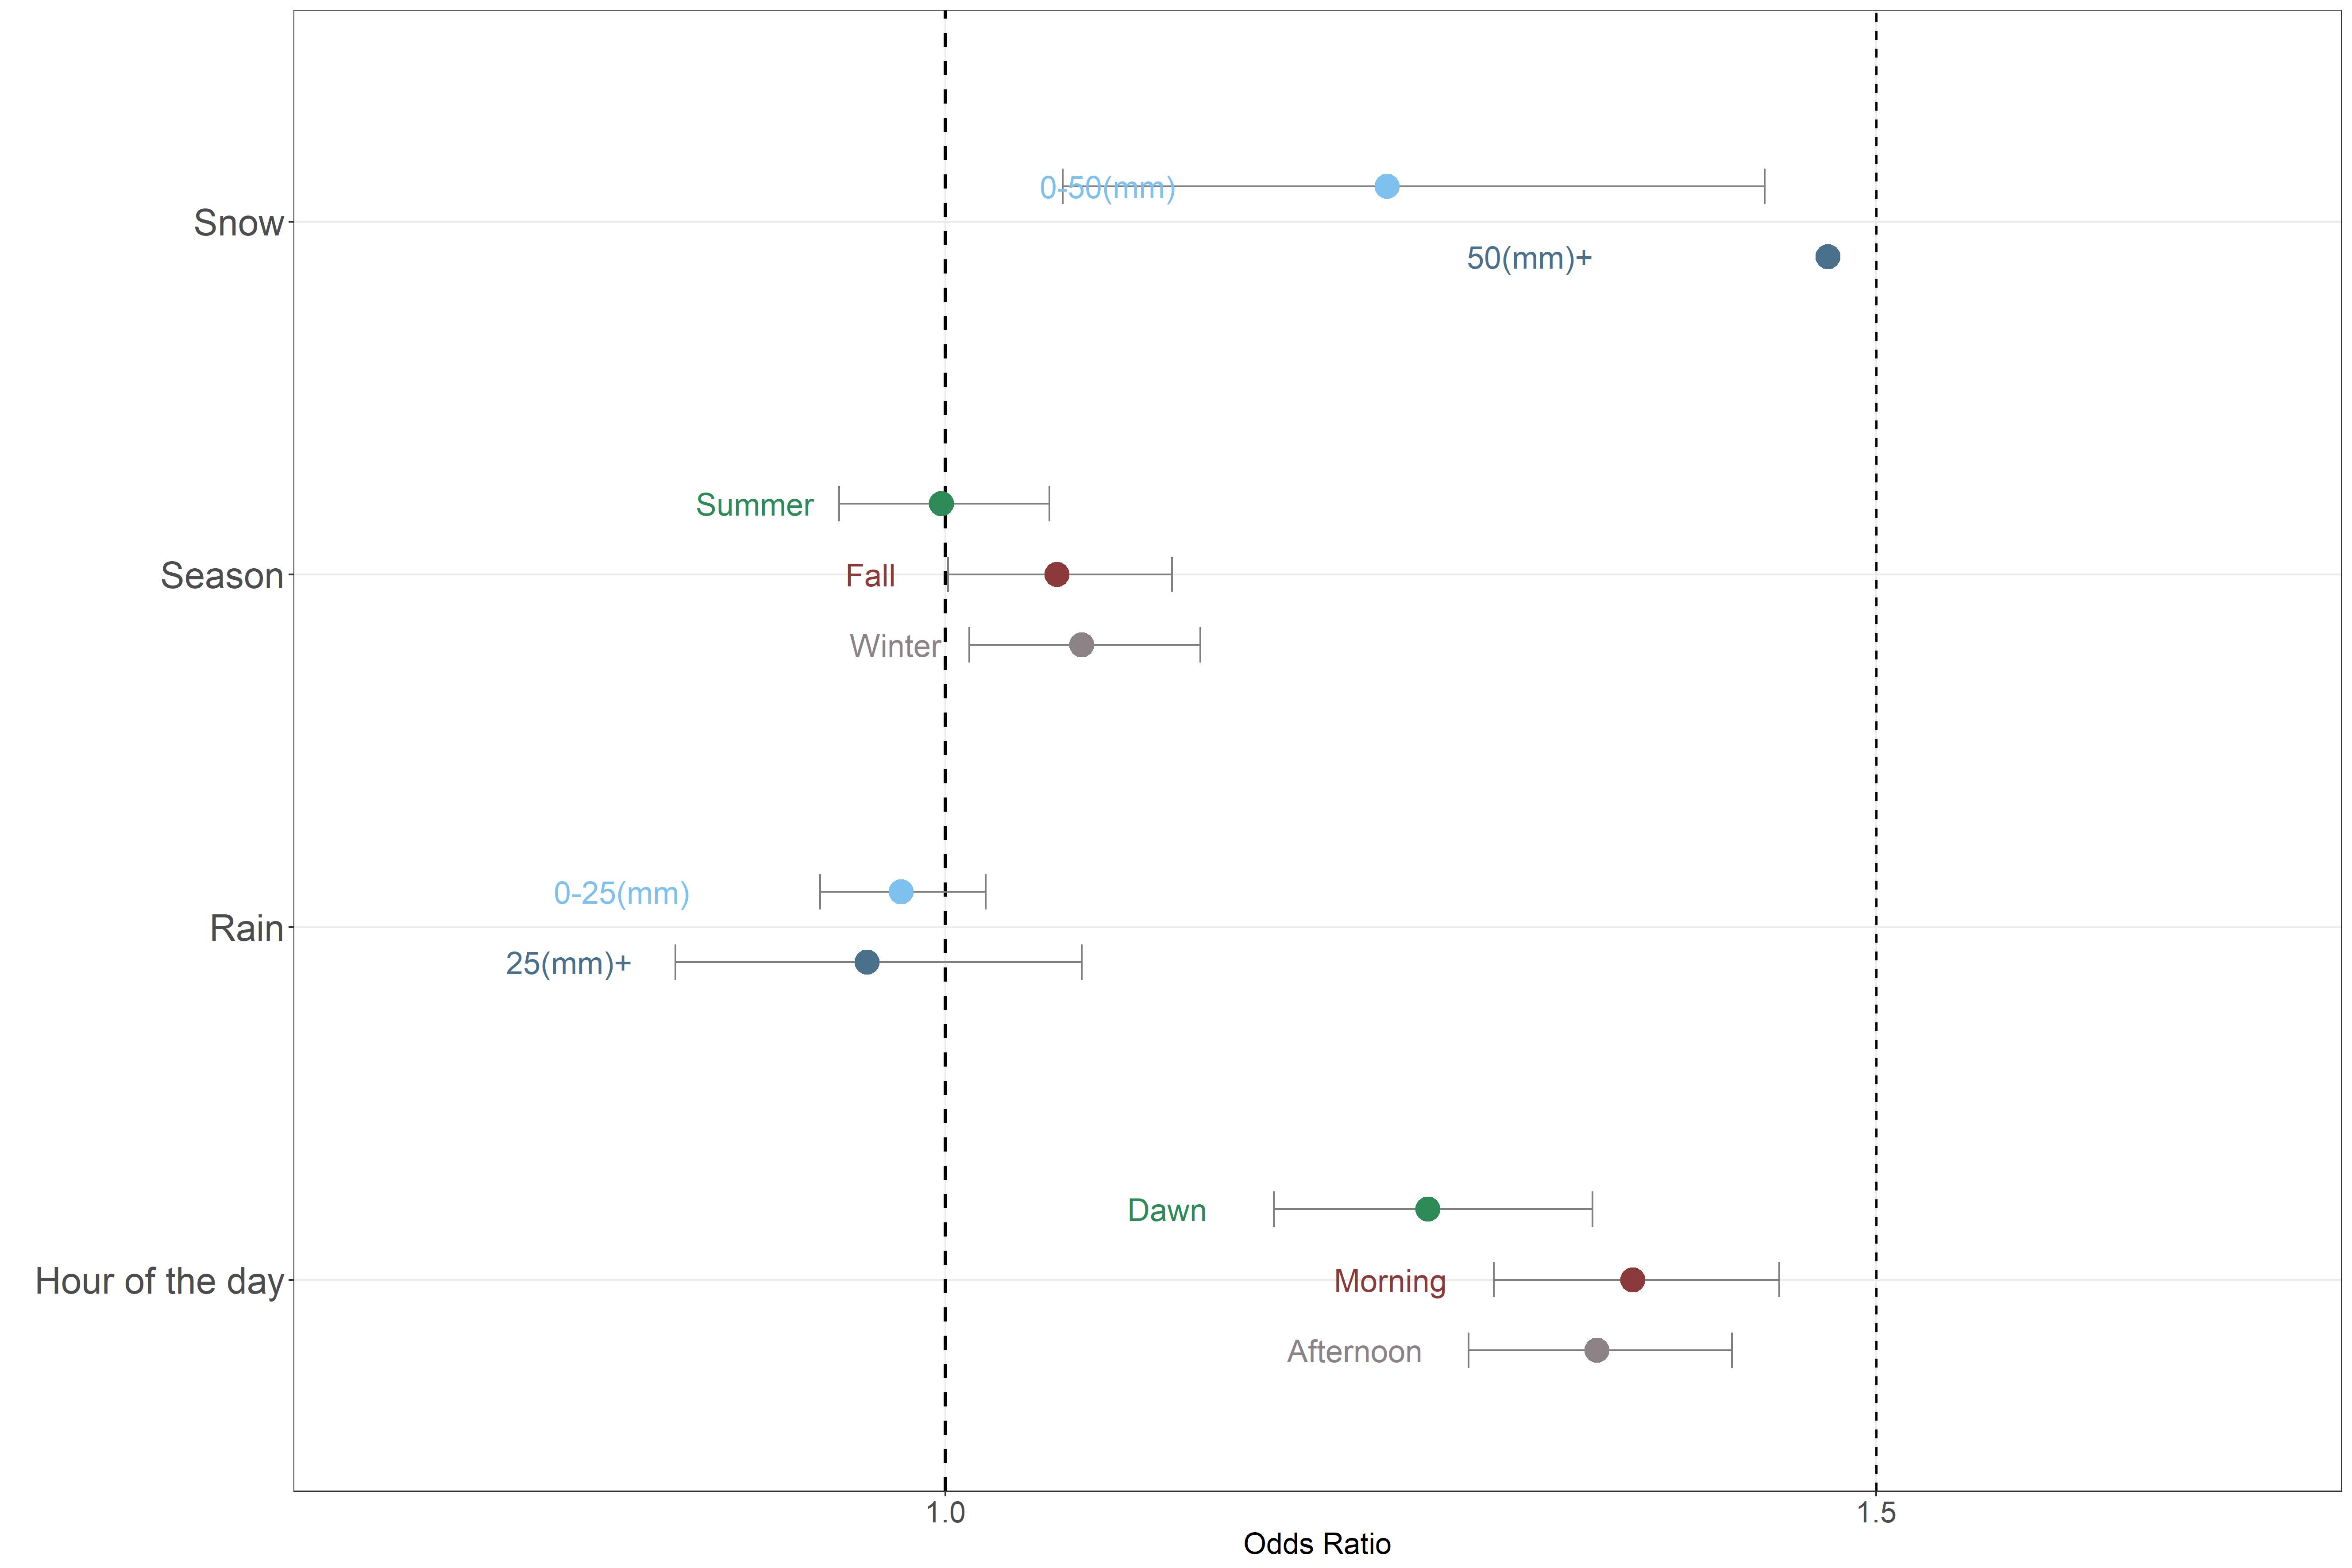 0-50(mm)
Snow
50(mm)+
Summer
Season
Fall
Winter
0-25(mm)
Rain
25(mm)+
Dawn
Hour of the day
Morning
Afternoon
1.0
1.5
Odds Ratio